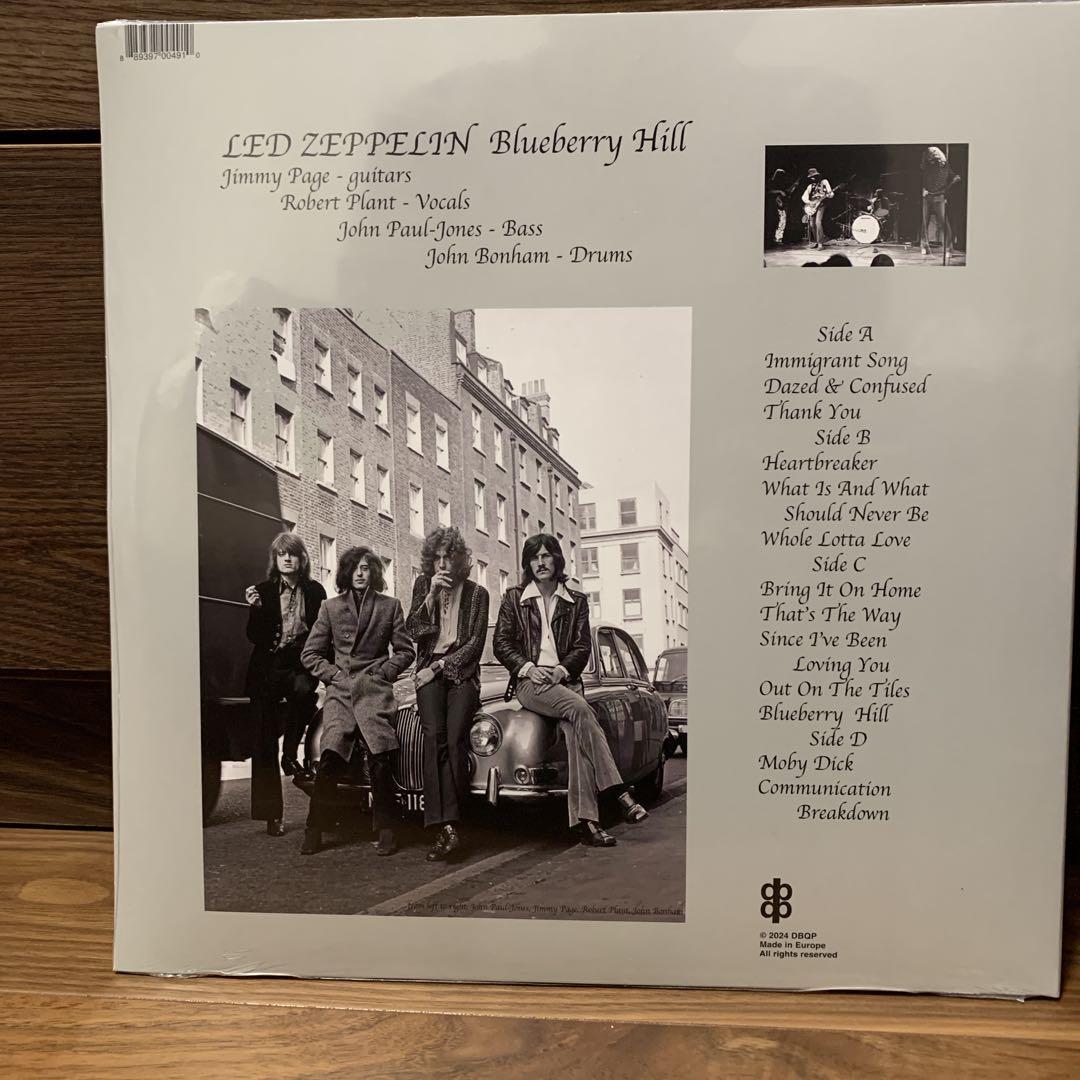 8 89397 00491 0
LED ZEPPELIN Blueberry Hill
Jimmy Page - guitars
Robert Plant - Vocals
John Paul-Jones - Bass
John Bonham - Drums
Side A
Immigrant Song
Dazed & Confused
Thank You
Side B
Heartbreaker
What Is And What
Should Never Be
Whole Lotta Love
Side C
Bring It On Home
That's The Way
Since I've Been
Loving You
Out On The Tiles
Blueberry Hill
Side D
Moby Dick
Communication
Breakdown
from left to right: John Paul-Jones, Jimmy Page, Robert Plant, John Bonham
© 2024 DBQP
Made in Europe
All rights reserved